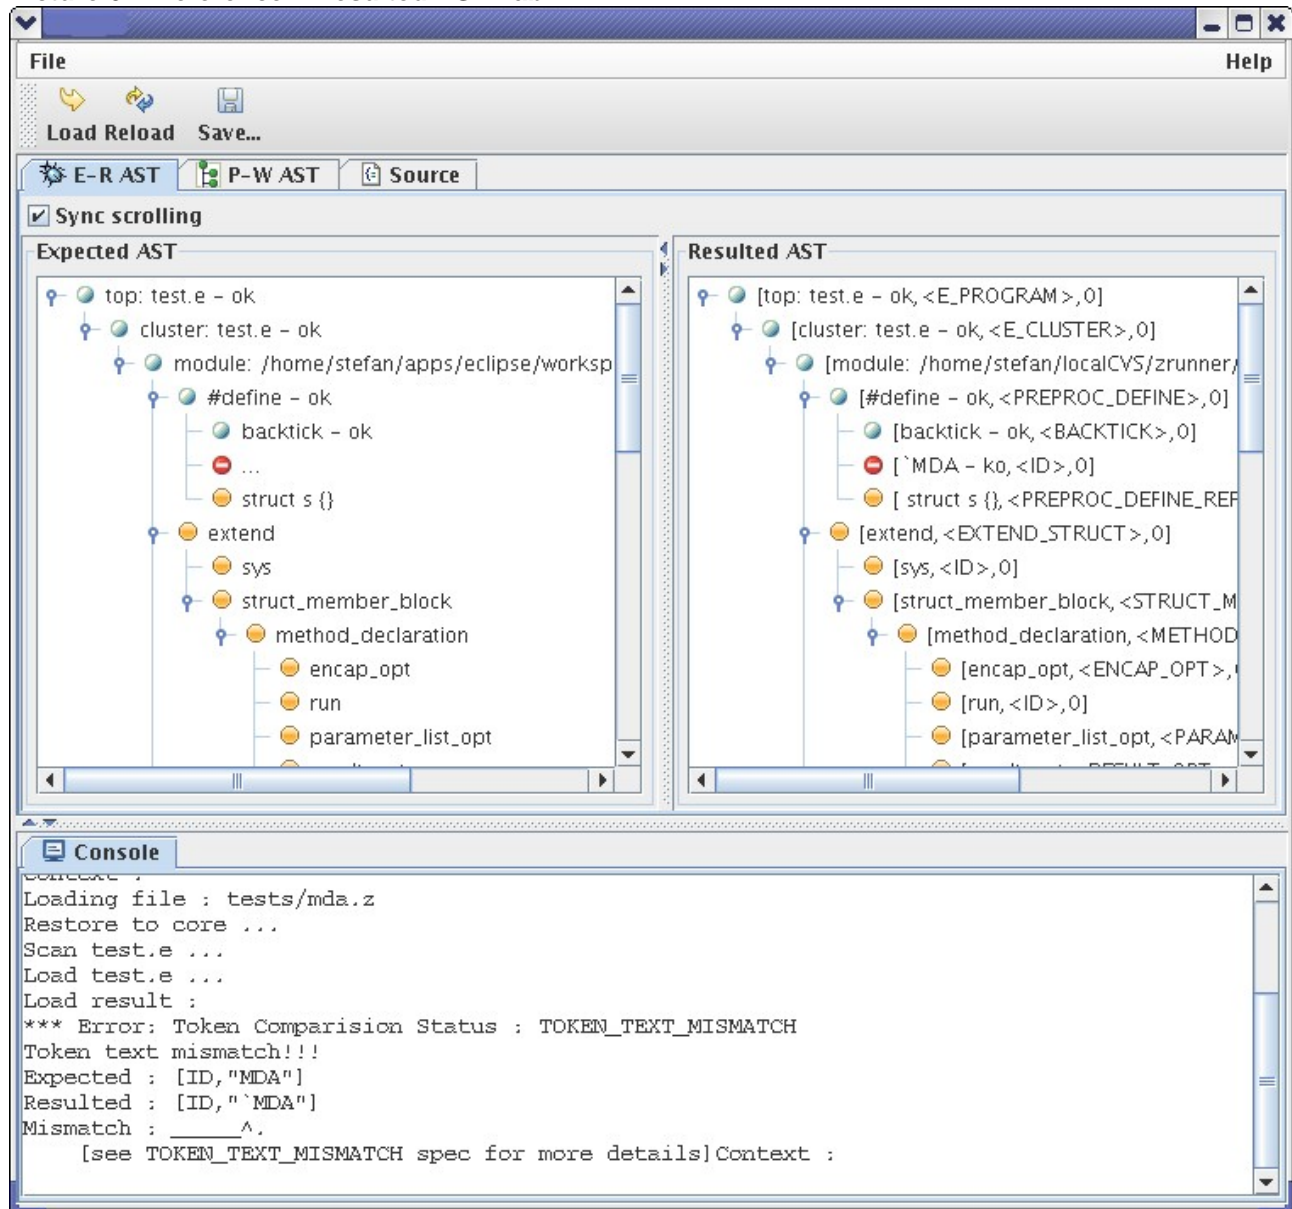 File Help
Load Reload Save...
E-R AST P-W AST Source
Sync scrolling
Expected AST
top: test.e - ok
cluster: test.e - ok
module: /home/stefan/apps/eclipse/worksp
#define - ok
backtick - ok
...
struct s {}
extend
sys
struct_member_block
method_declaration
encap_opt
run
parameter_list_opt
Resulted AST
[top: test.e - ok, <E_PROGRAM>,0]
[cluster: test.e - ok, <E_CLUSTER>,0]
[module: /home/stefan/localCVS/zrunner/
[#define - ok, <PREPROC_DEFINE>,0]
[backtick - ok, <BACKTICK>,0]
[`MDA - ko, <ID>,0]
[ struct s {}, <PREPROC_DEFINE_REP
[extend, <EXTEND_STRUCT>,0]
[sys, <ID>,0]
[struct_member_block, <STRUCT_M
[method_declaration, <METHOD
[encap_opt, <ENCAP_OPT>,
[run, <ID>,0]
[parameter_list_opt, <PARAM
Console
Context :
Loading file : tests/mda.z
Restore to core ...
Scan test.e ...
Load test.e ...
Load result :
*** Error: Token Comparision Status : TOKEN_TEXT_MISMATCH
Token text mismatch!!!
Expected : [ID,"MDA"]
Resulted : [ID,"`MDA"]
Mismatch : _____^.
[see TOKEN_TEXT_MISMATCH spec for more details]Context :